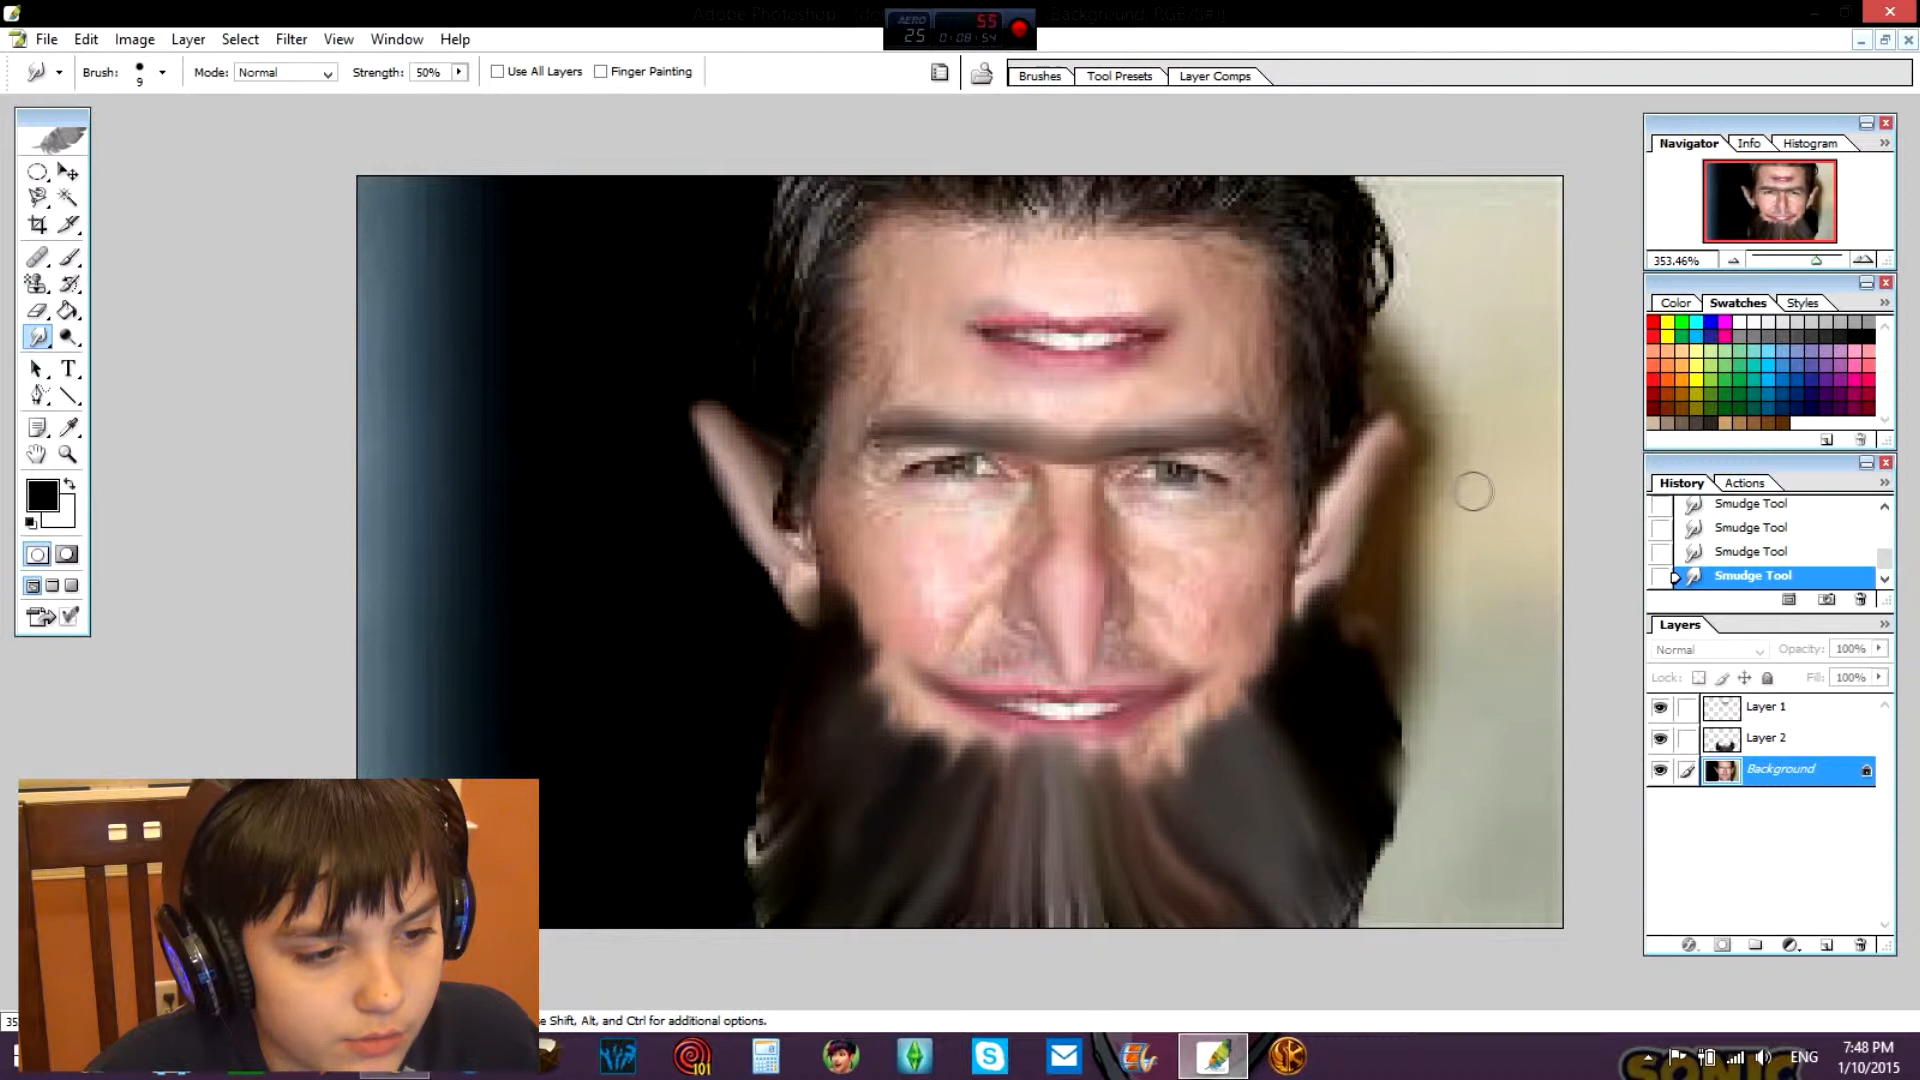 AERO 55
25 0:08:54
File Edit Image Layer Select Filter View Window Help
Brush: 9 Mode: Normal Strength: 50% Use All Layers Finger Painting Brushes Tool Presets Layer Comps
Navigator Info Histogram
353.46%
Color Swatches Styles
History Actions
Smudge Tool
Smudge Tool
Smudge Tool
Smudge Tool
Layers
Normal Opacity: 100%
Lock: Fill: 100%
Layer 1
Layer 2
Background
35
Shift, Alt, and Ctrl for additional options.
101
ENG
7:48 PM
1/10/2015
SONIC